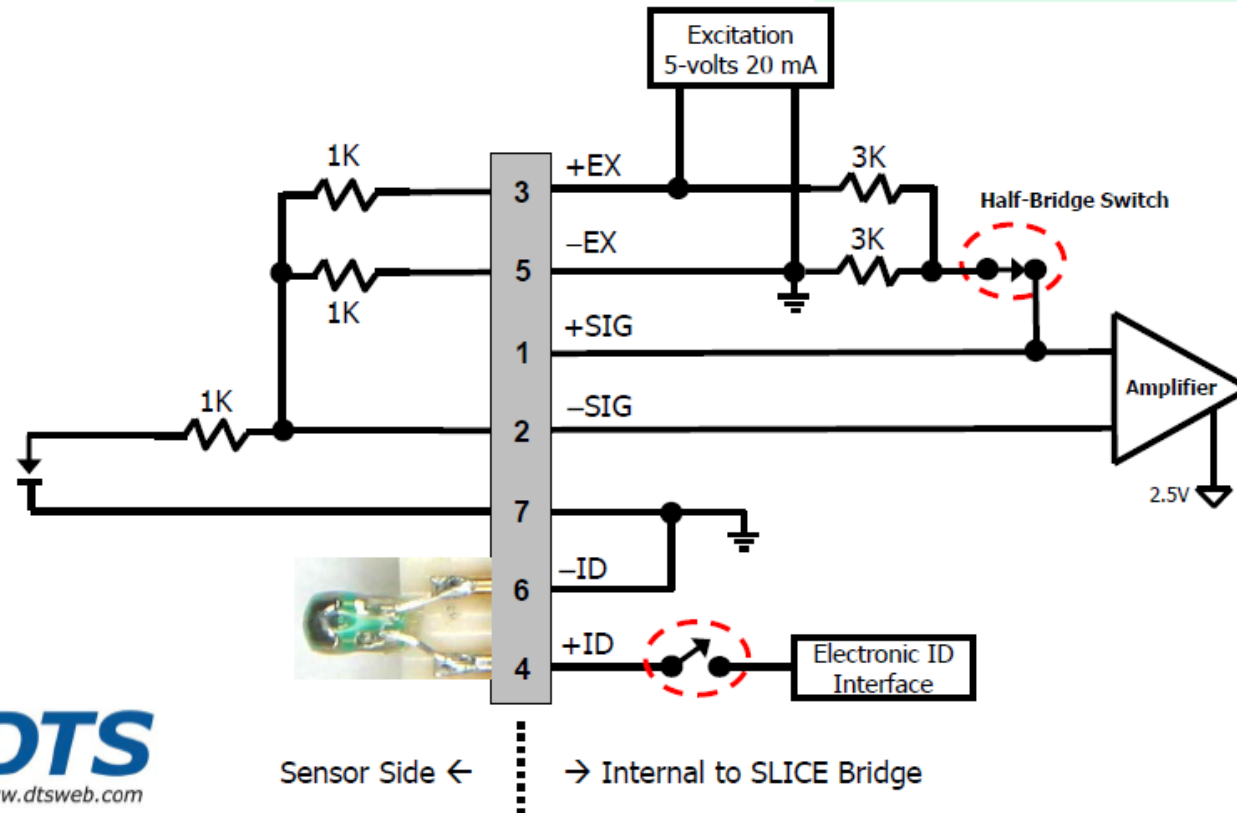 Excitation
5-volts 20 mA
1K
3
+EX
3K
Half-Bridge Switch
1K
5
–EX
3K
1
+SIG
Amplifier
1K
2
–SIG
2.5V
7
6
–ID
4
+ID
Electronic ID
Interface
DTS
w.dtsweb.com
Sensor Side ←
→ Internal to SLICE Bridge